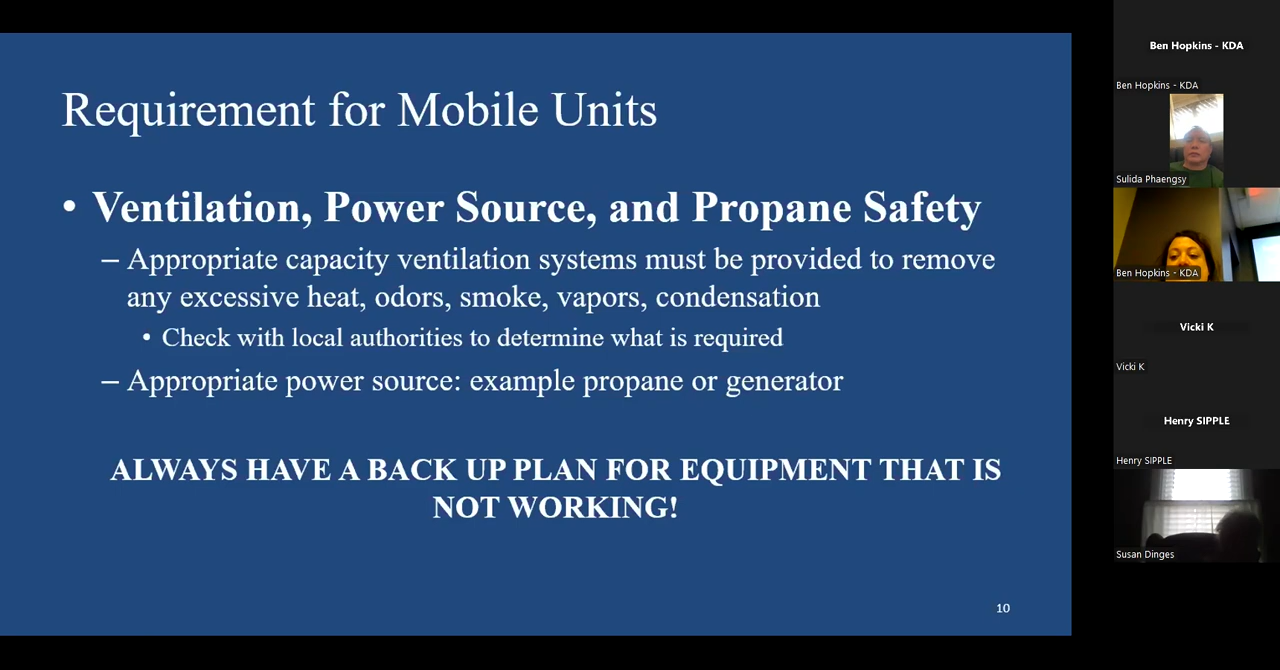 Requirement for Mobile Units
• Ventilation, Power Source, and Propane Safety
– Appropriate capacity ventilation systems must be provided to remove
any excessive heat, odors, smoke, vapors, condensation
• Check with local authorities to determine what is required
– Appropriate power source: example propane or generator
ALWAYS HAVE A BACK UP PLAN FOR EQUIPMENT THAT IS
NOT WORKING!
10
Ben Hopkins - KDA
Ben Hopkins - KDA
Sulida Phaengsy
Ben Hopkins - KDA
Vicki K
Vicki K
Henry SIPPLE
Henry SIPPLE
Susan Dinges